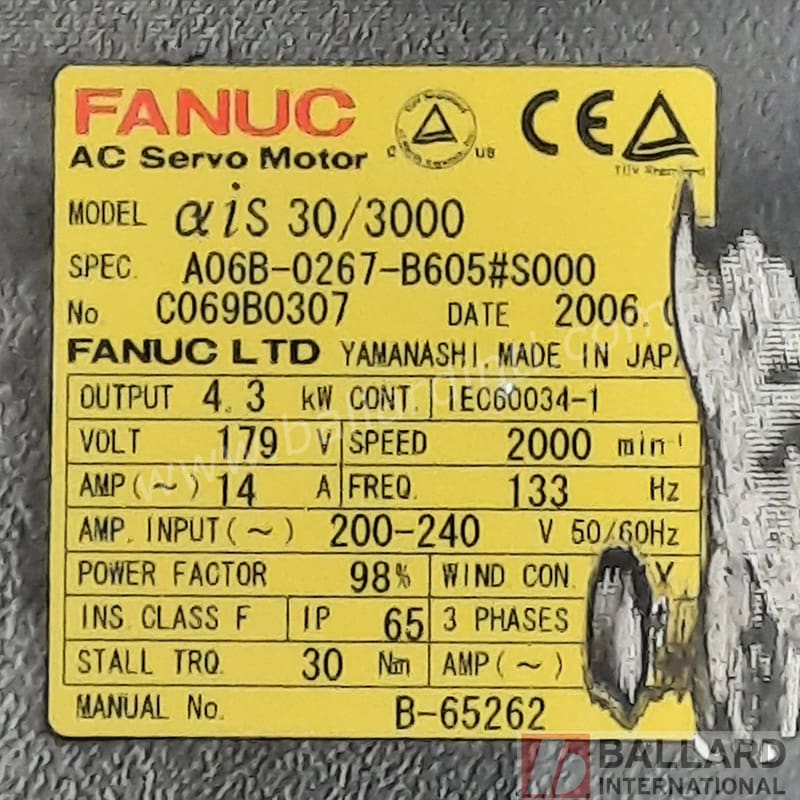 FANUC
AC Servo Motor
C US
CE
MODEL αiS 30/3000
SPEC. A06B-0267-B605#S000
No. C069B0307 DATE 2006.
FANUC LTD YAMANASHI MADE IN
OUTPUT 4.3 kW CONT. IEC60034-1
VOLT 179 V SPEED 2000 min-1
AMP(~) 14 A FREQ. 133 Hz
AMP. INPUT(~) 200-240 V 50/60Hz
POWER FACTOR 98% WIND CON. Y
INS. CLASS F IP 65 3 PHASES
STALL TRQ. 30 Nm AMP(~)
MANUAL No. B-65262
BALLARD
INTERNATIONAL